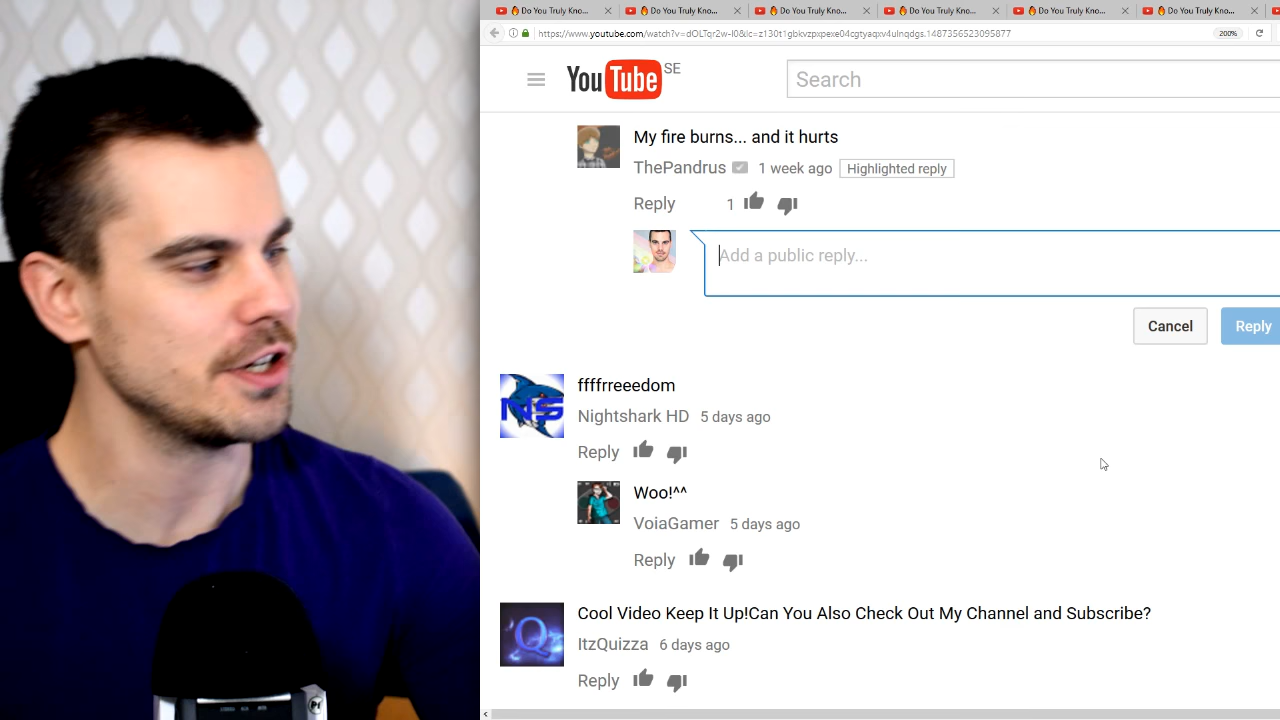 🔥Do You Truly Kno... 🔥Do You Truly Kno... 🔥Do You Truly Kno... 🔥Do You Truly Kno... 🔥Do You Truly Kno... 🔥Do You Truly Kno...
200%
YouTube SE
Search
My fire burns... and it hurts
ThePandrus 1 week ago Highlighted reply
Reply 1
Add a public reply...
Cancel Reply
ffffrreeedom
Nightshark HD 5 days ago
Reply
Woo!^^
VoiaGamer 5 days ago
Reply
Cool Video Keep It Up!Can You Also Check Out My Channel and Subscribe?
ItzQuizza 6 days ago
Reply
NS
Q